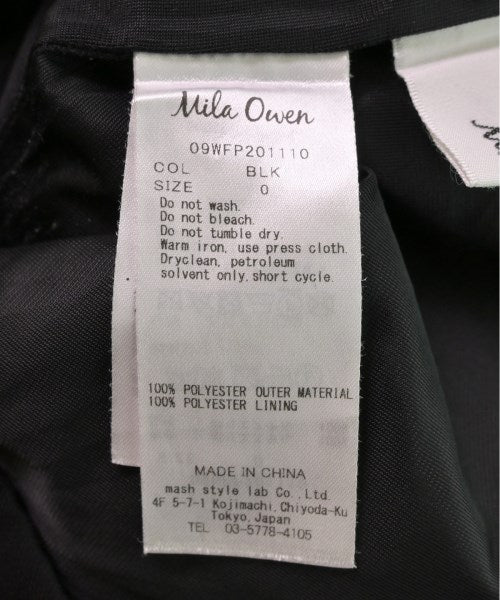 Mila Owen
09WFP201110
COL BLK
SIZE 0
Do not wash.
Do not bleach.
Do not tumble dry.
Warm iron, use press cloth.
Dryclean, petroleum
solvent only, short cycle.
100% POLYESTER OUTER MATERIAL
100% POLYESTER LINING
MADE IN CHINA
mash style lab Co., Ltd.
4F 5-7-1 Kojimachi, Chiyoda-Ku
Tokyo, Japan
TEL 03-5778-4105